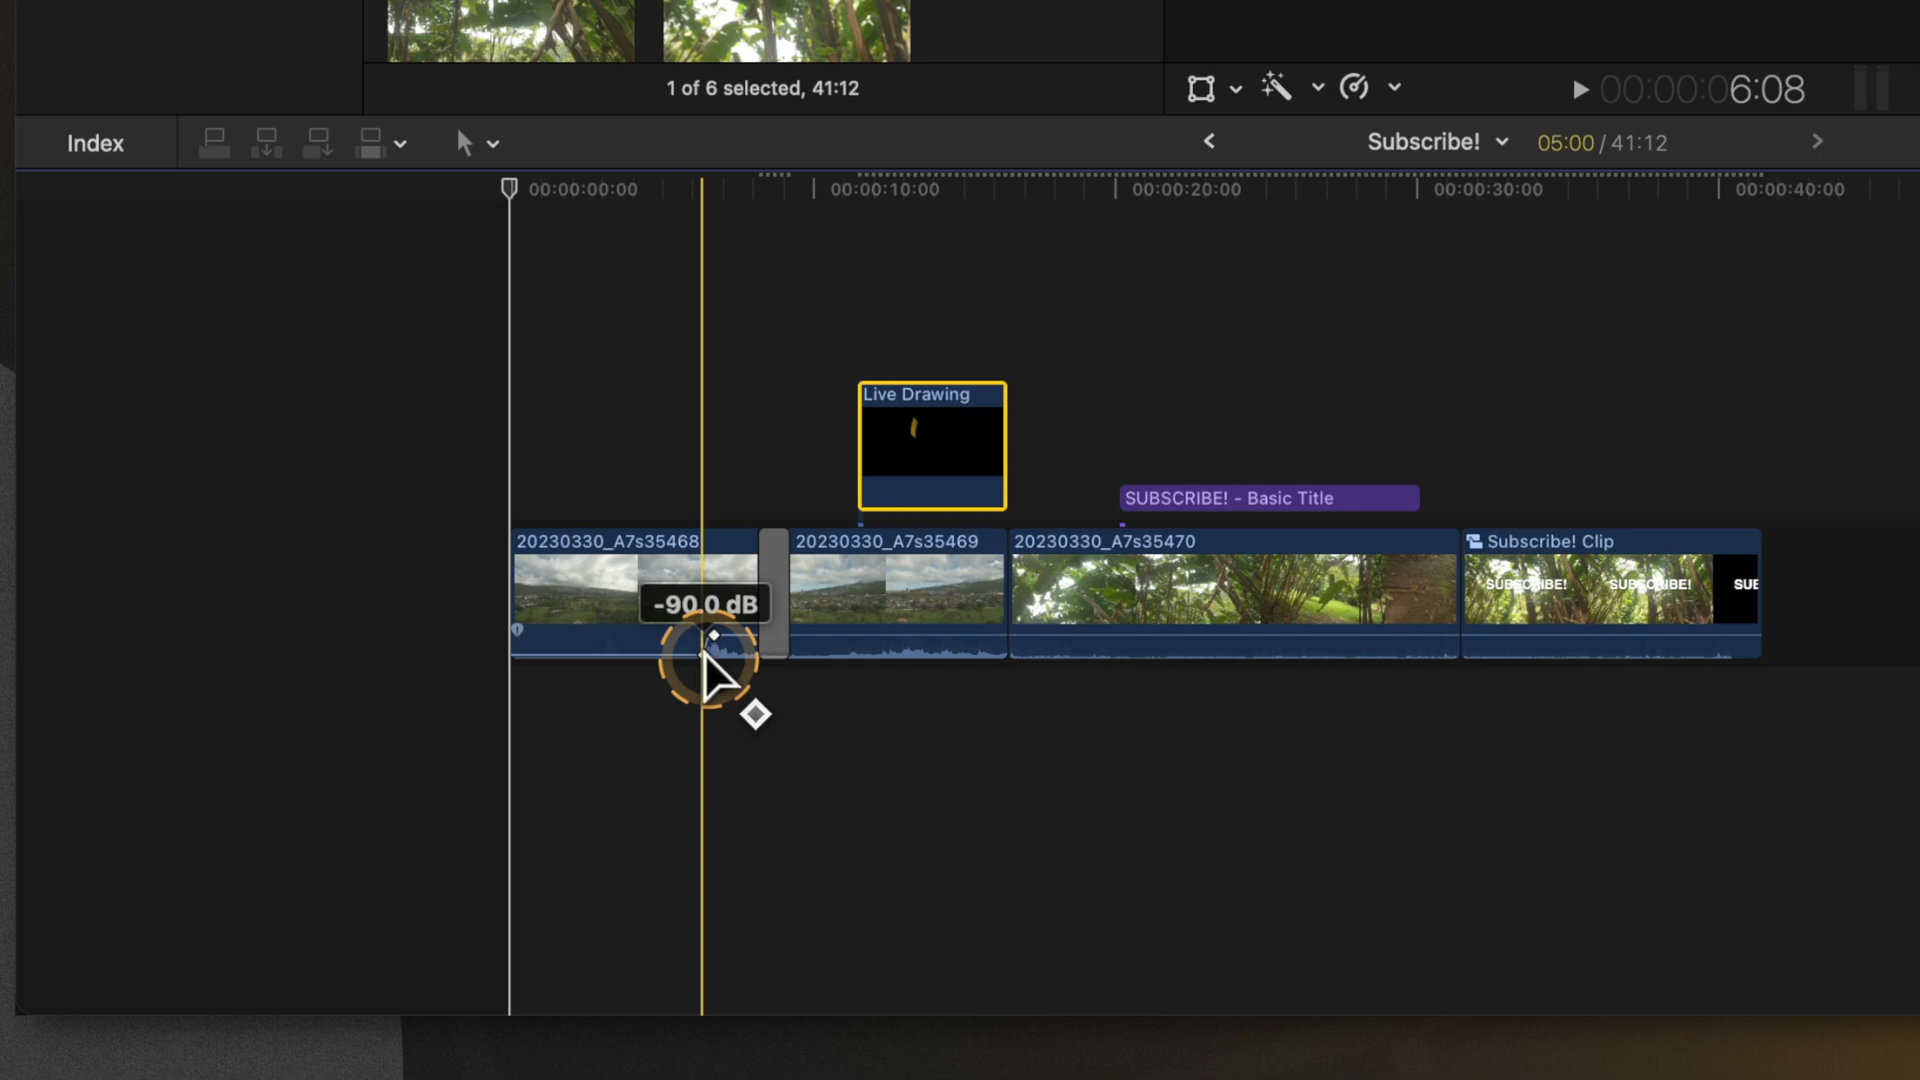 1 of 6 selected, 41:12
00:00:06:08
Index
Subscribe!
05:00 / 41:12
00:00:00:00
00:00:10:00
00:00:20:00
00:00:30:00
00:00:40:00
Live Drawing
SUBSCRIBE! - Basic Title
20230330_A7s35468
20230330_A7s35469
20230330_A7s35470
Subscribe! Clip
SUBSCRIBE!
SUBSCRIBE!
SUB
-90.0 dB